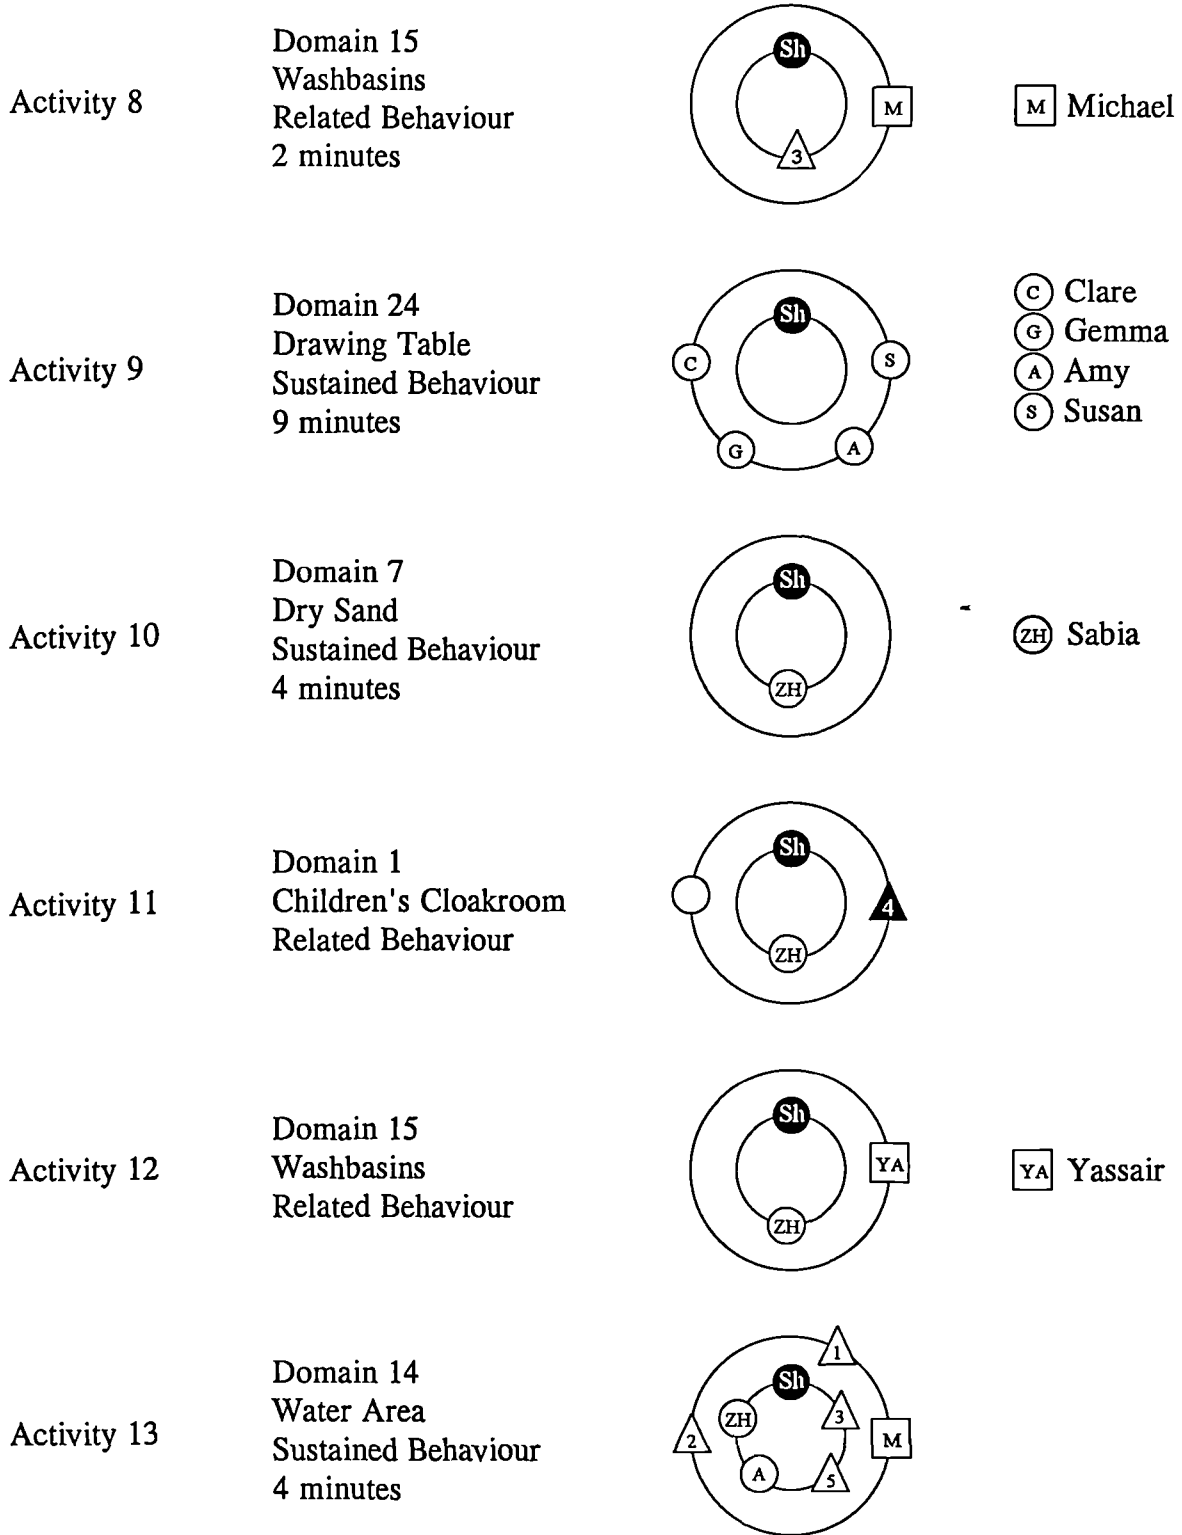 Activity 8
Domain 15
Washbasins
Related Behaviour
2 minutes
Sh
M
3
M Michael
Activity 9
Domain 24
Drawing Table
Sustained Behaviour
9 minutes
Sh
C
S
G
A
C Clare
G Gemma
A Amy
S Susan
Activity 10
Domain 7
Dry Sand
Sustained Behaviour
4 minutes
Sh
ZH
ZH Sabia
Activity 11
Domain 1
Children's Cloakroom
Related Behaviour
Sh
4
ZH
Activity 12
Domain 15
Washbasins
Related Behaviour
Sh
YA
ZH
YA Yassair
Activity 13
Domain 14
Water Area
Sustained Behaviour
4 minutes
1
Sh
ZH
3
2
M
A
5